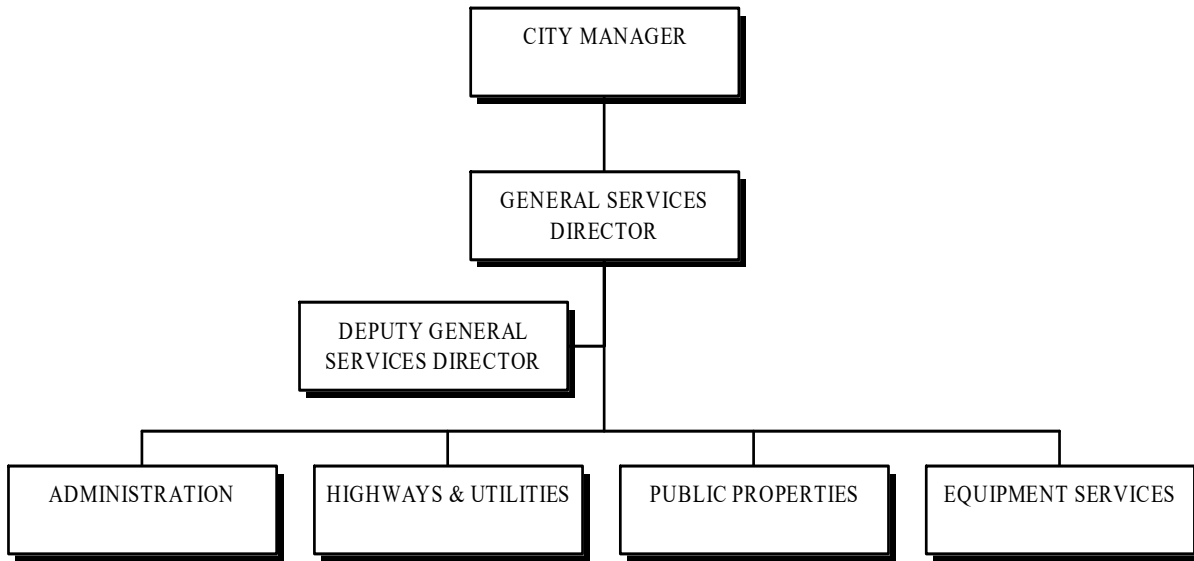 CITY MANAGER
GENERAL SERVICES
DIRECTOR
DEPUTY GENERAL
SERVICES DIRECTOR
ADMINISTRATION
HIGHWAYS & UTILITIES
PUBLIC PROPERTIES
EQUIPMENT SERVICES